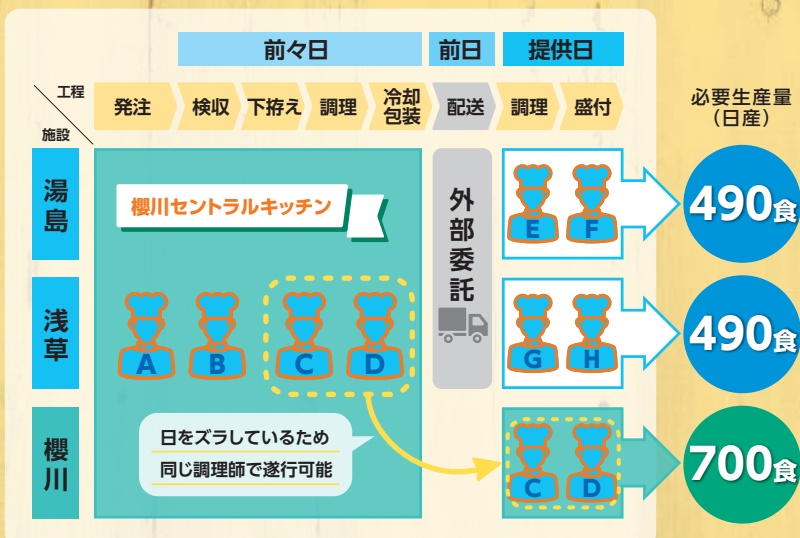 前々日
前日
提供日
工程
施設
発注
検収
下拵え
調理
冷却
包装
配送
調理
盛付
必要生産量
（日産）
湯島
櫻川セントラルキッチン
外部委託
E
F
490食
浅草
A
B
C
D
G
H
490食
櫻川
日をズラしているため
同じ調理師で遂行可能
C
D
700食